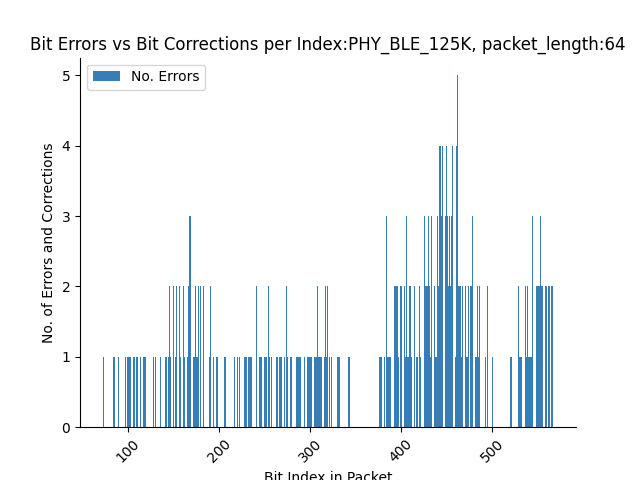 Bit Errors vs Bit Corrections per Index:PHY_BLE_125K, packet_length:64
No. Errors
No. of Errors and Corrections
5
4
3
2
1
0
100
200
300
400
500
Bit Index in Packet